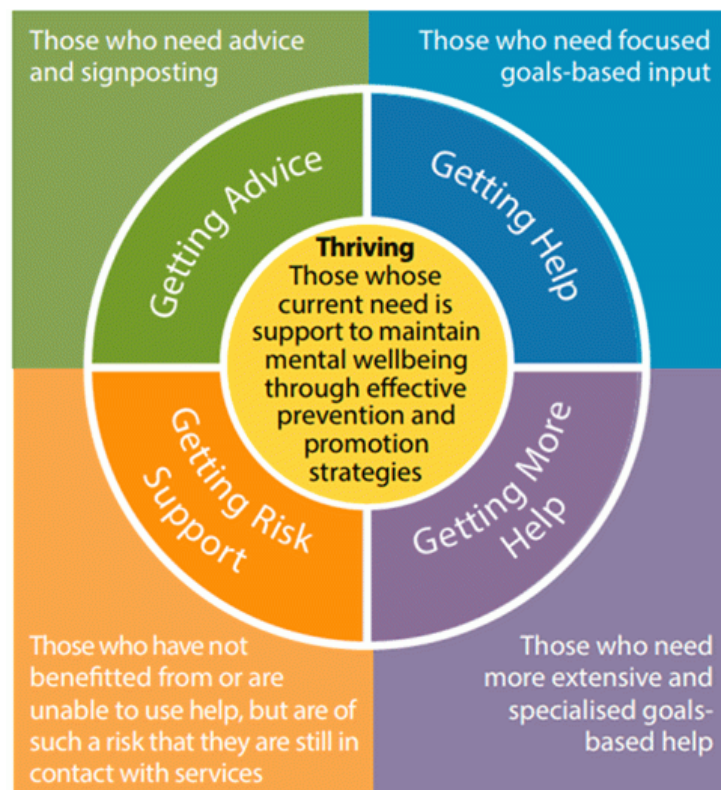 Those who need advice
and signposting
Those who need focused
goals-based input
Getting Advice
Getting Help
Thriving
Those whose
current need is
support to maintain
mental wellbeing
through effective
prevention and
promotion
strategies
Getting Risk
Support
Getting More
Help
Those who have not
benefitted from or are
unable to use help, but are of
such a risk that they are still in
contact with services
Those who need
more extensive and
specialised goals-
based help